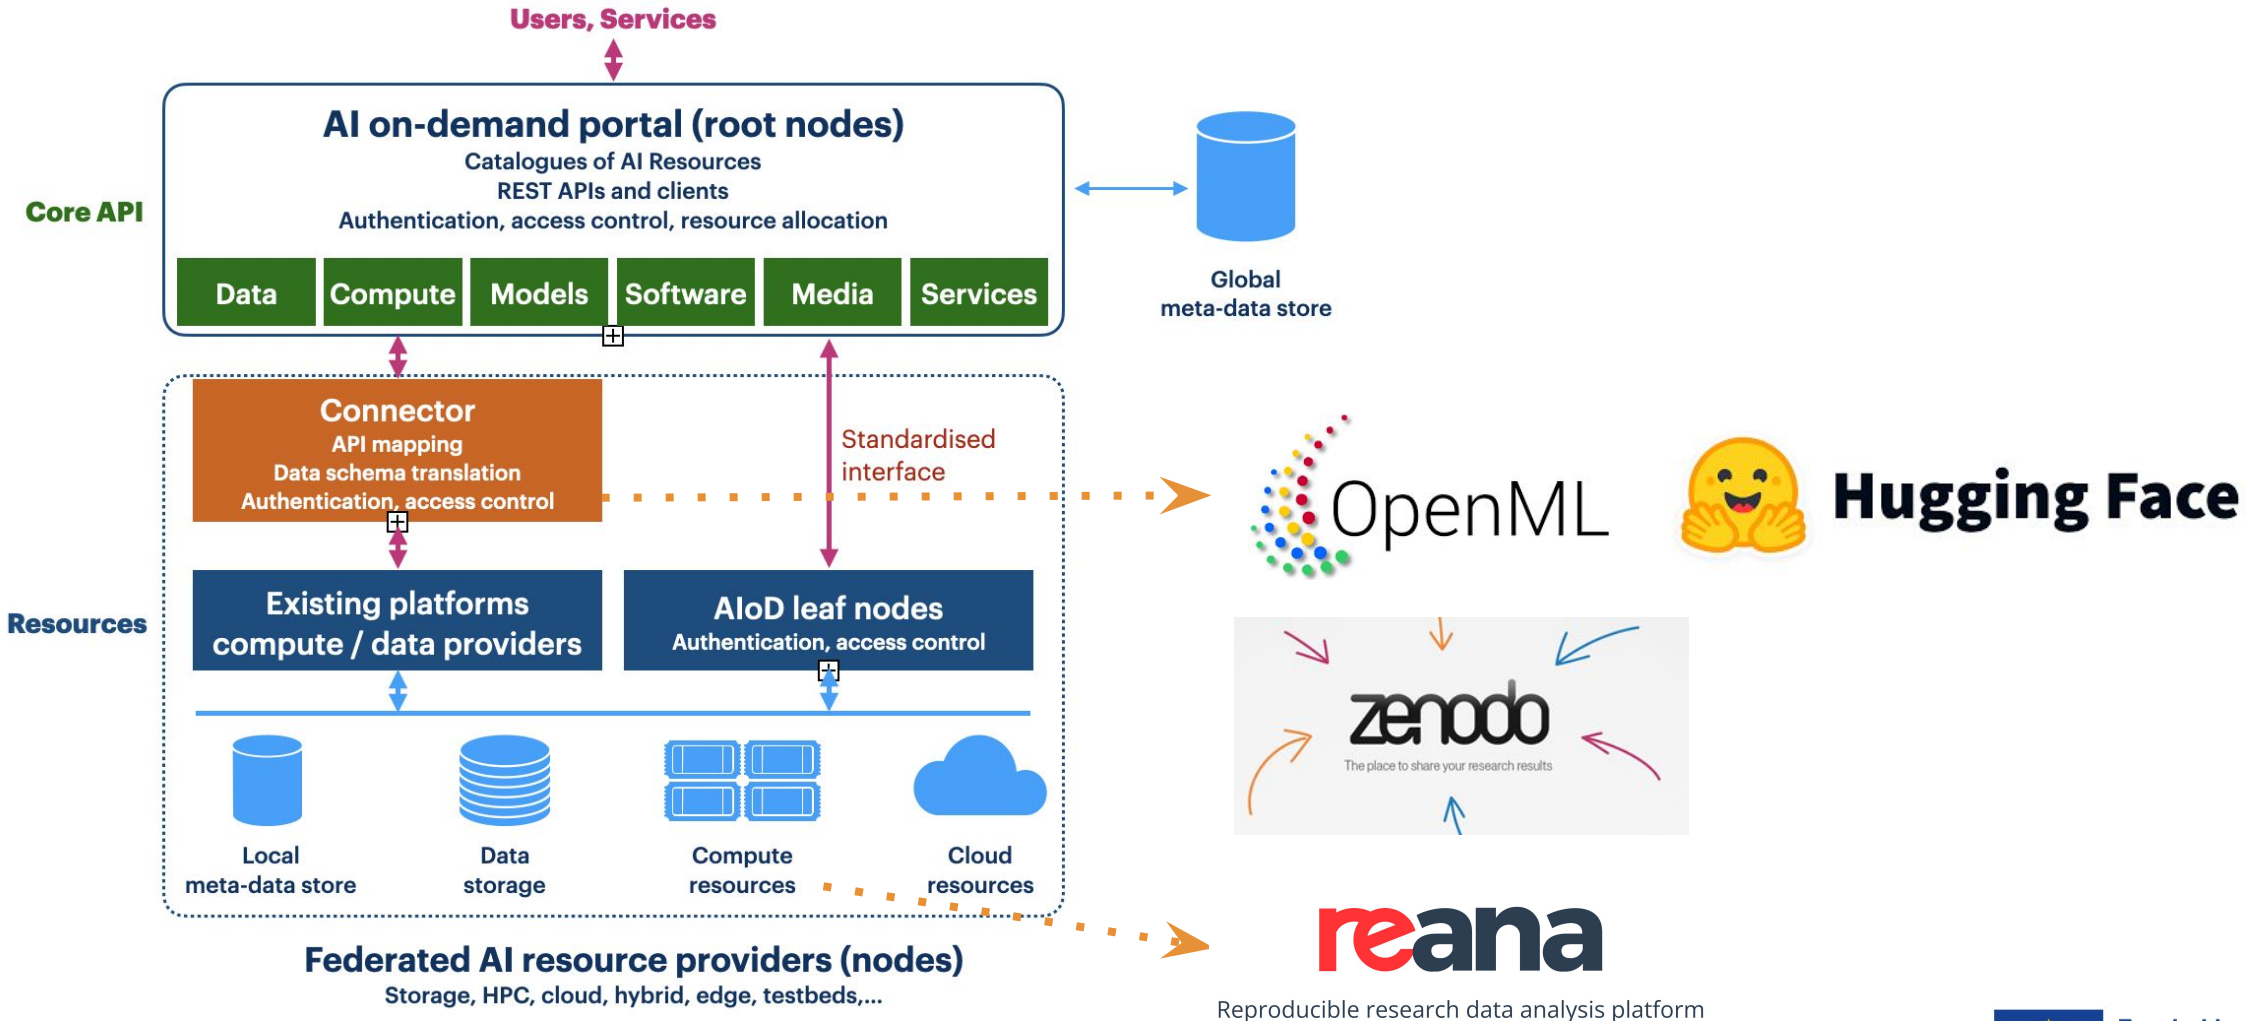 Users, Services
AI on-demand portal (root nodes)
Catalogues of AI Resources
REST APIs and clients
Authentication, access control, resource allocation
Core API
Data
Compute
Models
Software
Media
Services
Global
meta-data store
Connector
API mapping
Data schema translation
Authentication, access control
Standardised
interface
OpenML
Hugging Face
Resources
Existing platforms
compute / data providers
AIoD leaf nodes
Authentication, access control
zenodo
The place to share your research results
Local
meta-data store
Data
storage
Compute
resources
Cloud
resources
reana
Reproducible research data analysis platform
Federated AI resource providers (nodes)
Storage, HPC, cloud, hybrid, edge, testbeds,...